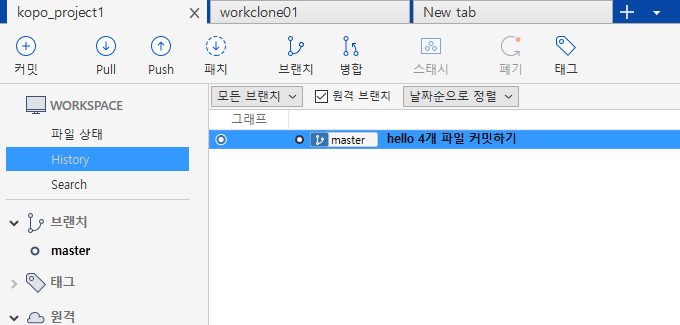 kopo_project1 workclone01 New tab
커밋 Pull Push 패치 브랜치 병합 스태시 폐기 태그
WORKSPACE
모든 브랜치 원격 브랜치 날짜순으로 정렬
그래프
파일 상태
master hello 4개 파일 커밋하기
History
Search
브랜치
master
태그
원격